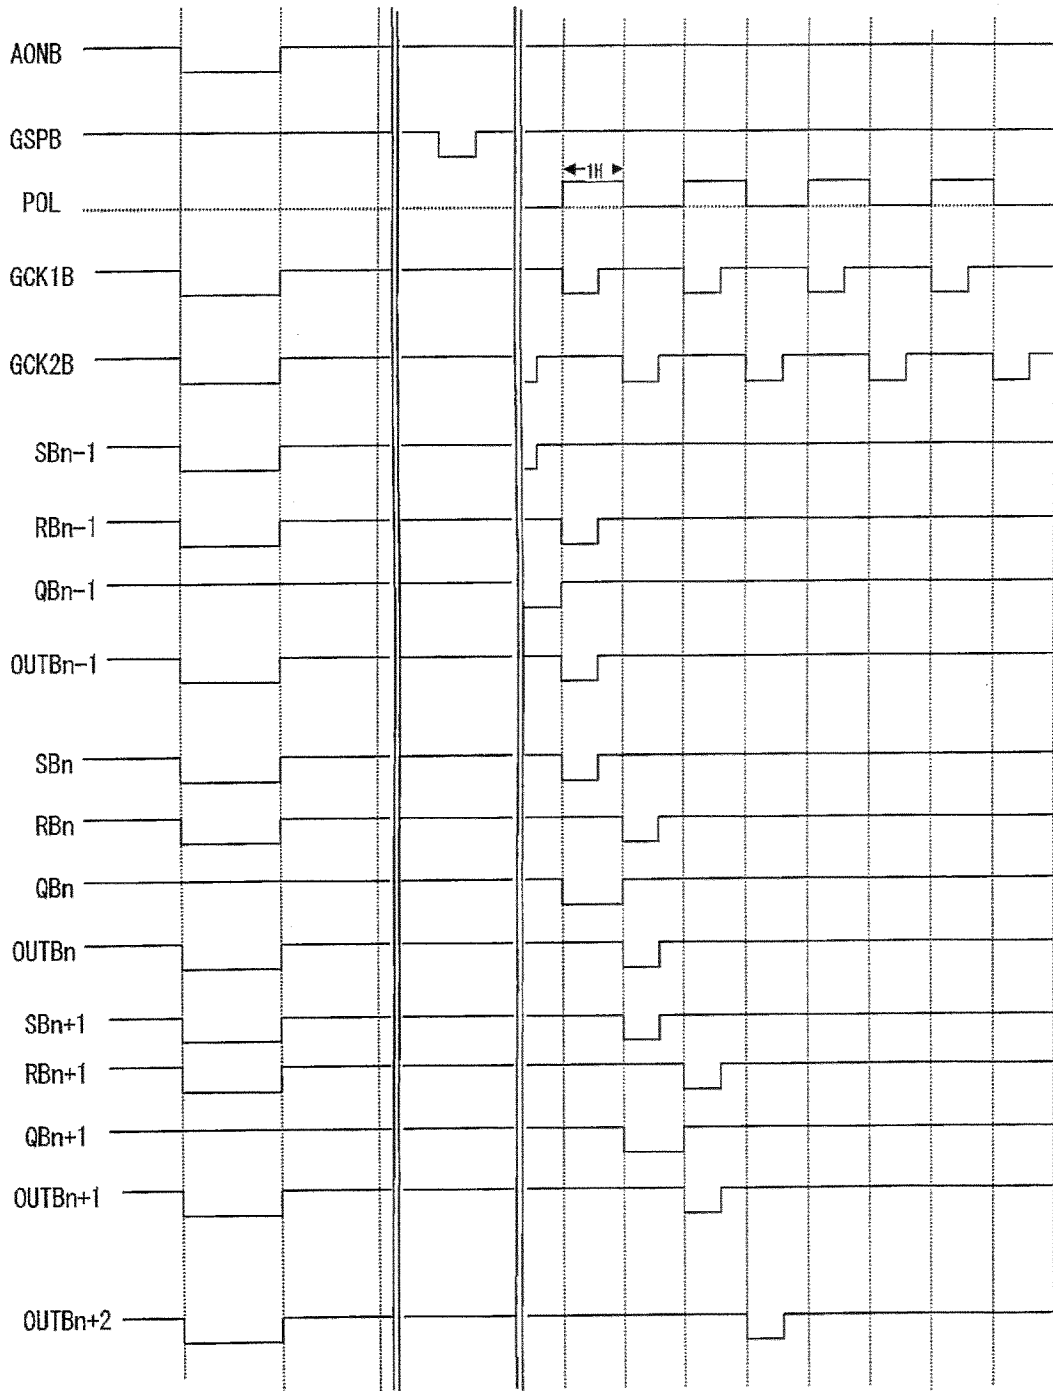 AONB
GSPB
1H
POL
GCK1B
GCK2B
SBn-1
RBn-1
QBn-1
OUTBn-1
SBn
RBn
QBn
OUTBn
SBn+1
RBn+1
QBn+1
OUTBn+1
OUTBn+2